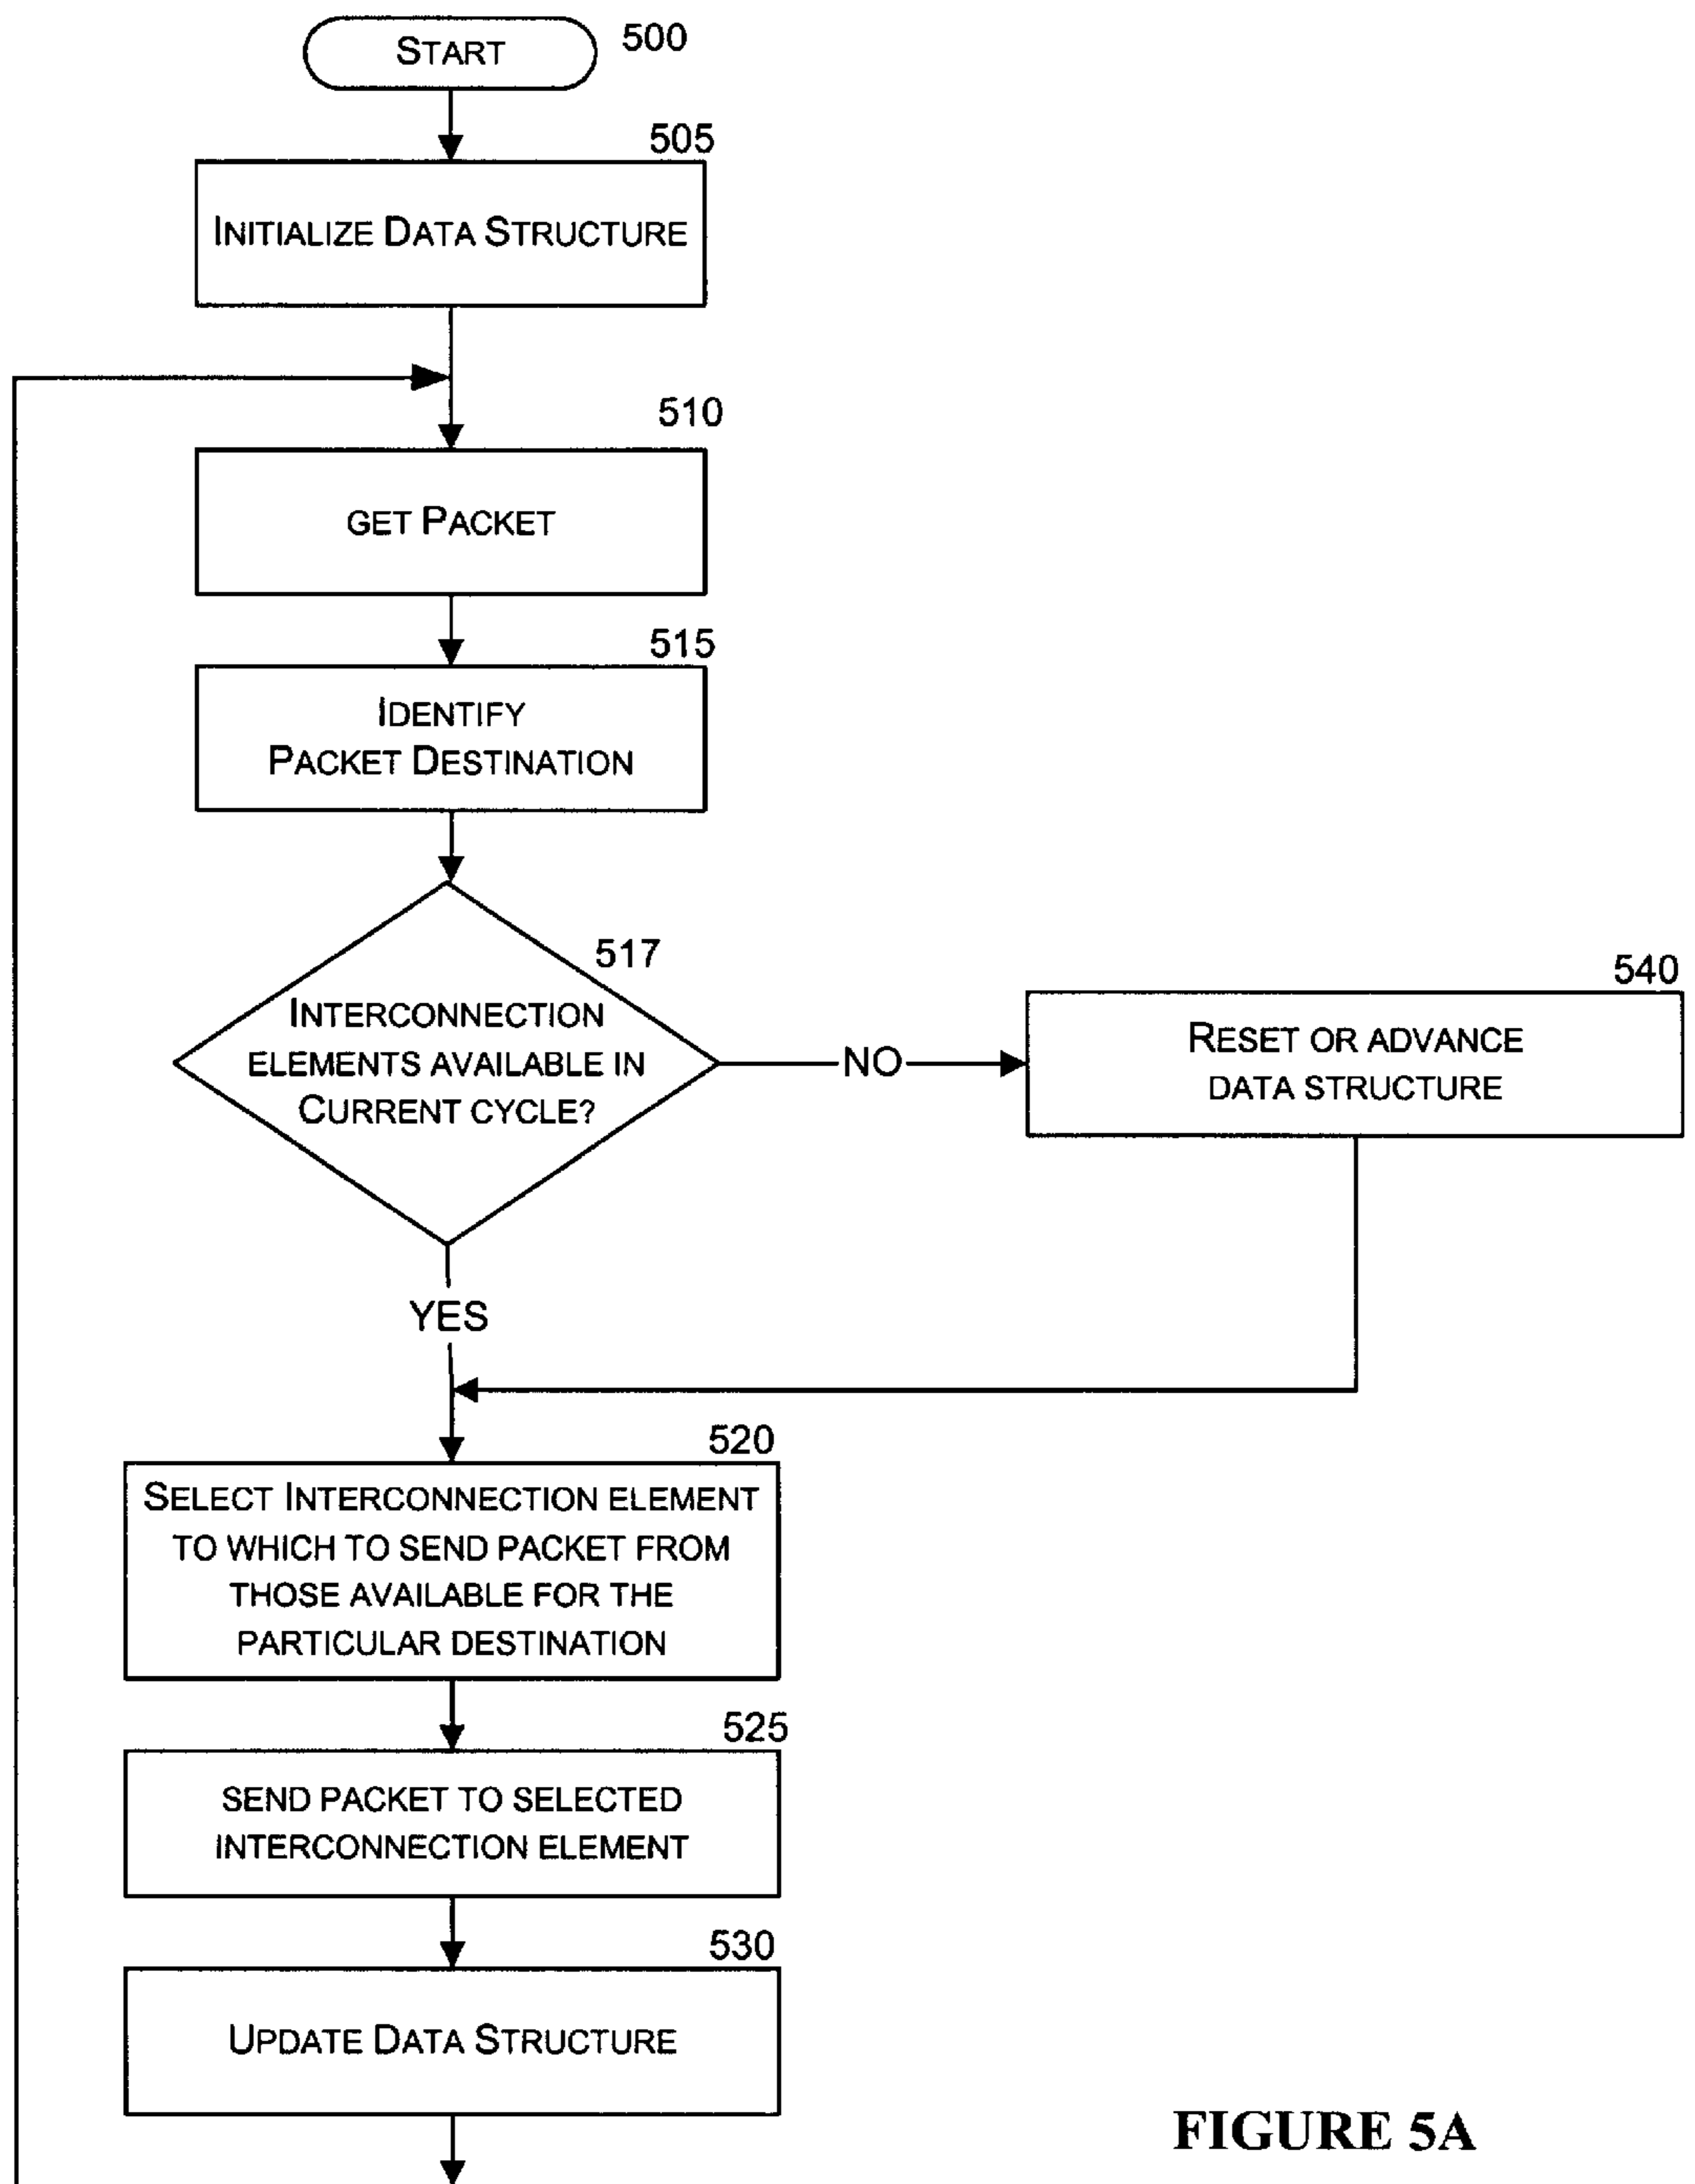 START
500
505
INITIALIZE DATA STRUCTURE
510
GET PACKET
515
IDENTIFY
PACKET DESTINATION
517
INTERCONNECTION
ELEMENTS AVAILABLE IN
CURRENT CYCLE?
NO
540
RESET OR ADVANCE
DATA STRUCTURE
YES
520
SELECT INTERCONNECTION ELEMENT
TO WHICH TO SEND PACKET FROM
THOSE AVAILABLE FOR THE
PARTICULAR DESTINATION
525
SEND PACKET TO SELECTED
INTERCONNECTION ELEMENT
530
UPDATE DATA STRUCTURE
FIGURE 5A